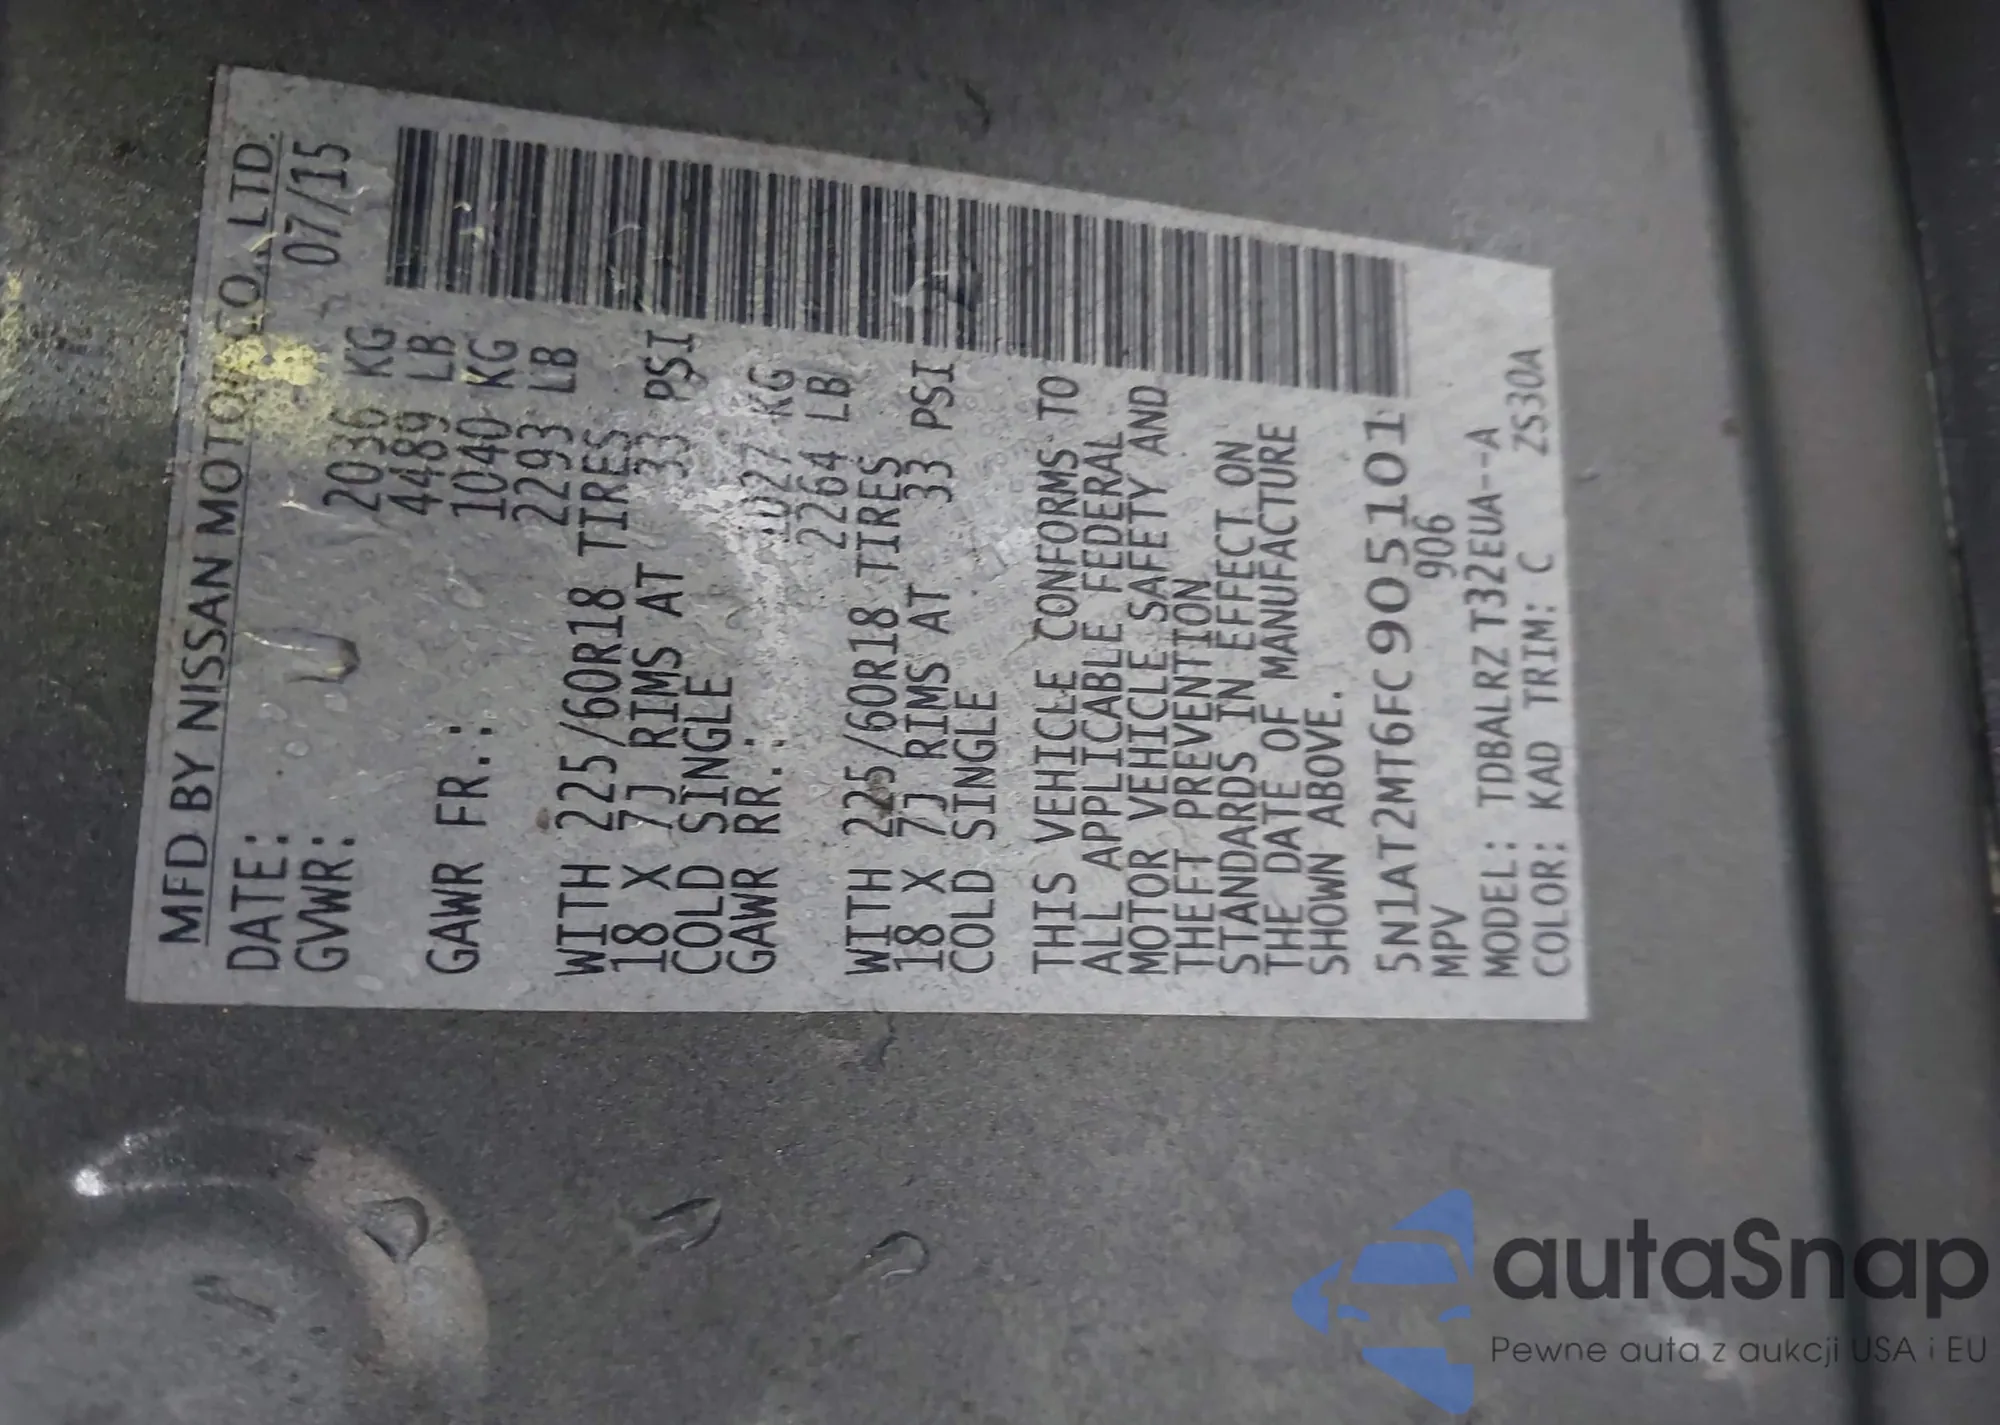 MFD BY NISSAN MOTOR CO., LTD.
DATE: 07/15
GVWR: 2036 KG
4489 LB
GAWR FR.: 1040 KG
2293 LB
WITH 225/60R18 TIRES
18 X 7J RIMS AT 33 PSI
COLD SINGLE
GAWR RR.: 1027 KG
2264 LB
WITH 225/60R18 TIRES
18 X 7J RIMS AT 33 PSI
COLD SINGLE
THIS VEHICLE CONFORMS TO
ALL APPLICABLE FEDERAL
MOTOR VEHICLE SAFETY AND
THEFT PREVENTION
STANDARDS IN EFFECT ON
THE DATE OF MANUFACTURE
SHOWN ABOVE.
5N1AT2MT6FC905101
MPV 906
MODEL: TDBALRZ T32EUA--A
COLOR: KAD TRIM: C ZS30A
autaSnap
Pewne auta z aukcji USA i EU